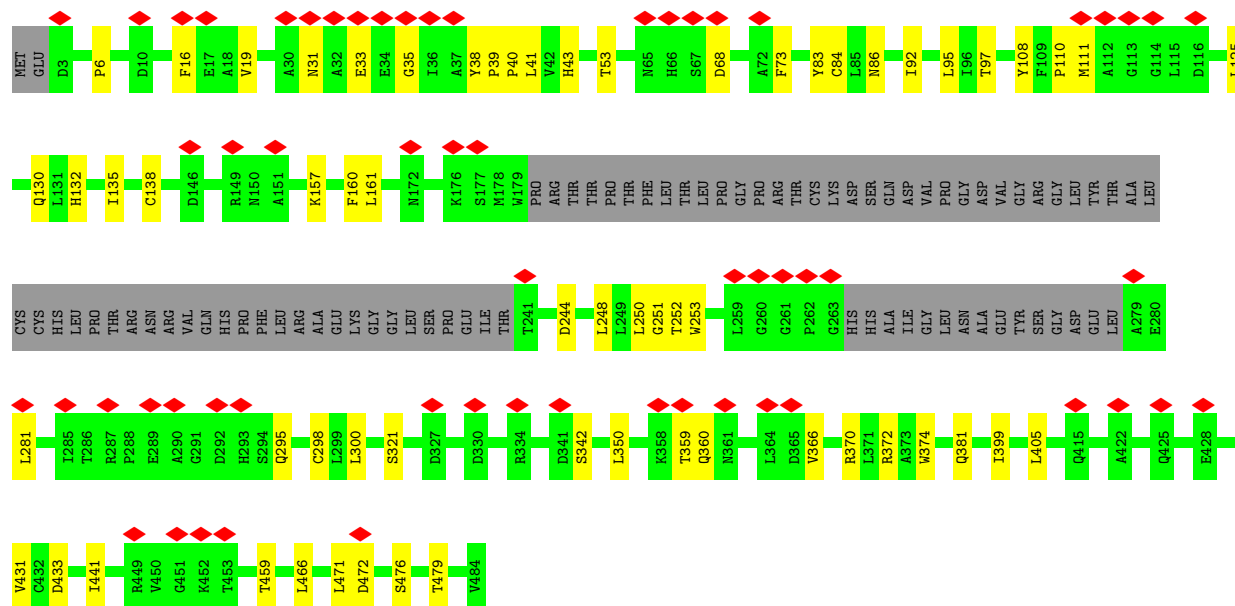 MET GLU D3 P6 D10 F16 E17 A18 V19 A30 N31 A32 E33 E34 G35 I36 A37 Y38 P39 P40 L41 V42 H43 T53 N65 H66 S67 D68 A72 F73 Y83 C84 L85 N86 I92 L95 I96 T97 Y108 F109 P110 M111 A112 G113 G114 L115 D116
Q130 L131 H132 I135 C138 D146 R149 N150 A151 K157 F160 L161 N172 K176 S177 M178 W179 PRO ARG THR THR PRO THR PHE LEU THR LEU PRO GLY PRO ARG THR CYS LYS ASP SER GLN ASP VAL PRO GLY ASP VAL GLY ARG GLY LEU TYR THR ALA LEU
CYS CYS HIS LEU PRO THR ARG ASN ARG VAL GLN HIS PRO PHE LEU ARG ALA GLU LYS GLY GLY LEU SER PRO GLU ILE THR T241 D244 L248 L249 L250 G251 T252 W253 L259 G260 G261 P262 G263 HIS HIS ALA ILE GLY LEU ASN ALA GLU TYR SER GLY ASP GLU LEU A279 E280
L281 I285 T286 R287 P288 E289 A290 G291 D292 H293 S294 Q295 C298 L299 L300 S321 D327 D330 R334 D341 S342 L350 K358 T359 Q360 N361 L364 D365 V366 R370 L371 R372 A373 W374 Q381 I399 L405 Q415 A422 Q425 E428
V431 C432 D433 I441 R449 V450 G451 K452 T453 T459 L466 L471 D472 S476 T479 V484